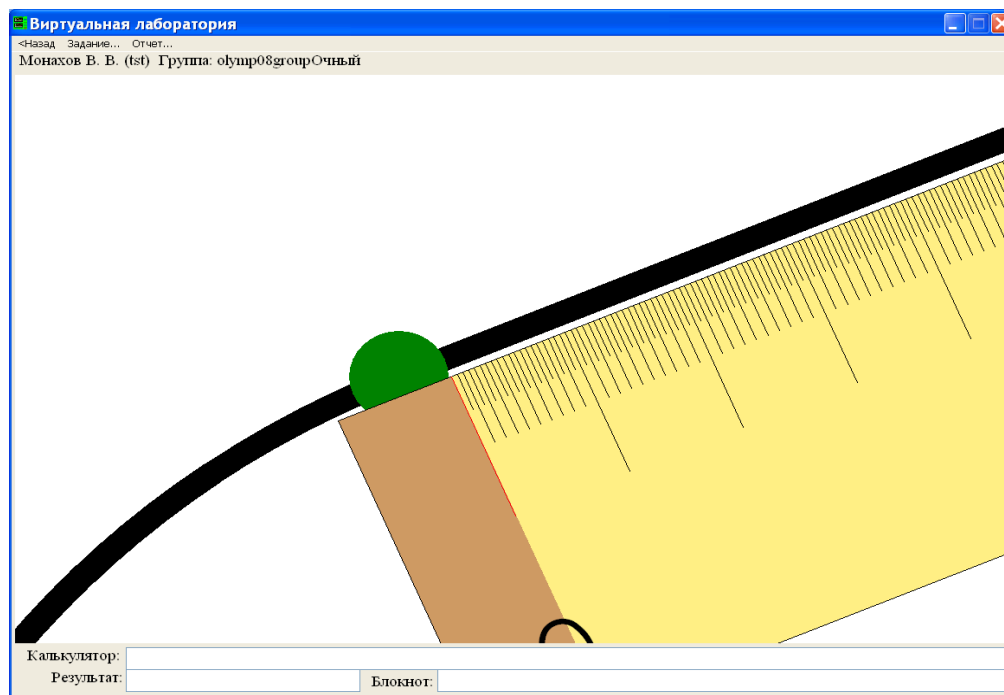 Виртуальная лаборатория
<Назад Задание... Отчет...
Монахов В. В. (tst) Группа: olymp08groupОчный
Калькулятор:
Результат: Блокнот: